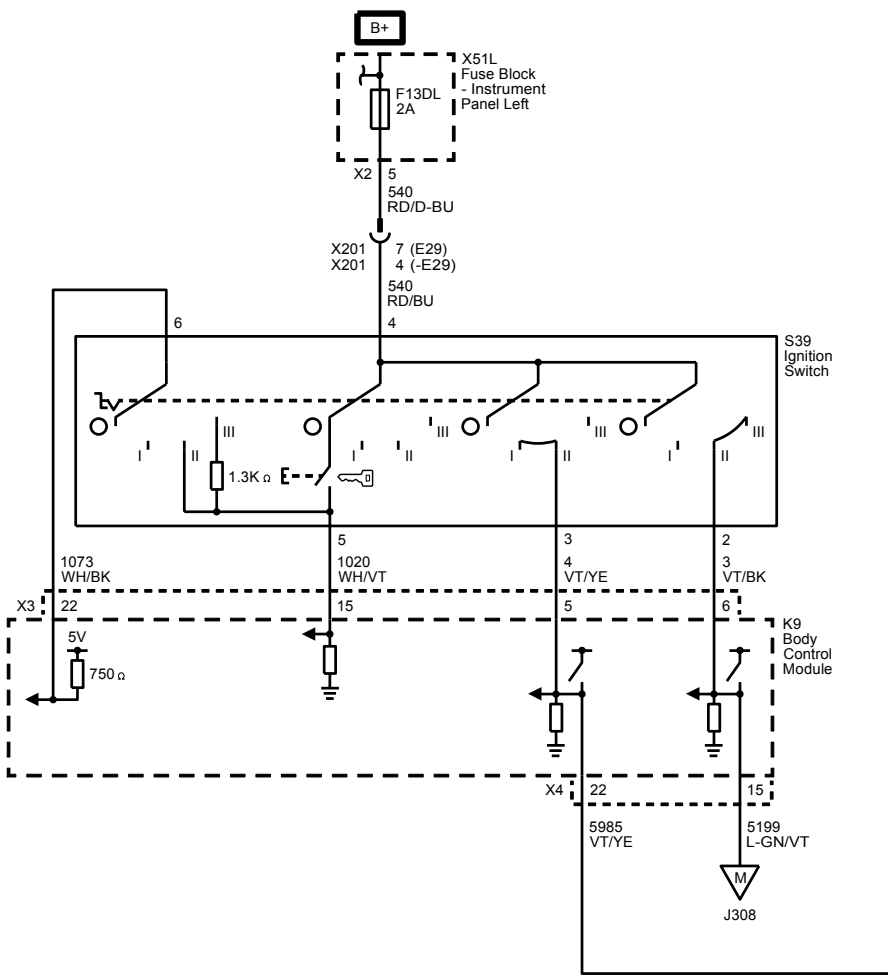 B+
X51L
Fuse Block
- Instrument
Panel Left
F13DL
2A
X2 5
540
RD/D-BU
X201 7 (E29)
X201 4 (-E29)
540
RD/BU
6
4
S39
Ignition
Switch
I II III
I II III
I II III
I II III
1.3K Ω
5
3
2
1073
WH/BK
1020
WH/VT
4
VT/YE
3
VT/BK
X3 22
15
5
6
K9
Body
Control
Module
5V
750 Ω
X4 22
15
5985
VT/YE
5199
L-GN/VT
M
J308